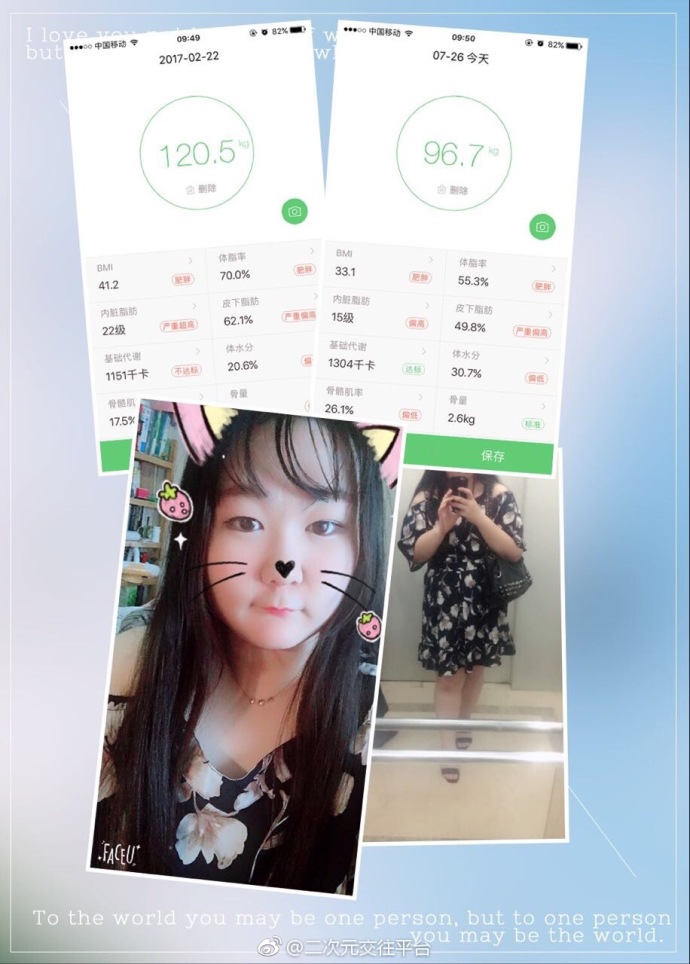 I love you
but
●●●○○ 中国移动 09:49 82%
2017-02-22
120.5 kg
删除
BMI
41.2 肥胖
体脂率
70.0% 肥胖
内脏脂肪
22级 严重超高
皮下脂肪
62.1% 严重偏高
基础代谢
1151千卡 不达标
体水分
20.6% 偏
骨骼肌
17.5%
骨量
●●●○○ 中国移动 09:50 82%
07-26 今天
96.7 kg
删除
BMI
33.1 肥胖
体脂率
55.3% 肥胖
内脏脂肪
15级 偏高
皮下脂肪
49.8% 严重偏高
基础代谢
1304千卡 达标
体水分
30.7% 偏低
骨骼肌率
26.1% 偏低
骨量
2.6kg 标准
保存
FACEU
To the world you may be one person, but to one person
you may be the world.
@二次元交往平台